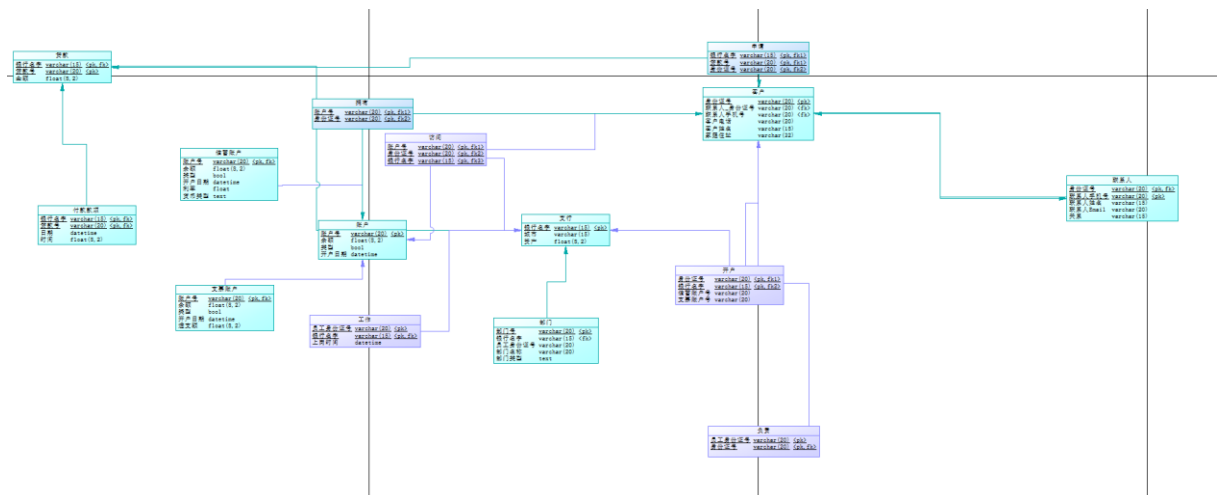 贷款
银行名字 varchar(15) <pk,fk>
贷款号 varchar(20) <pk>
金额 float(8,2)
申请
银行名字 varchar(15) <pk,fk1>
贷款号 varchar(20) <pk,fk1>
身份证号 varchar(20) <pk,fk2>
客户
身份证号 varchar(20) <pk>
联系人_身份证号 varchar(20) <fk>
联系人手机号 varchar(20) <fk>
客户电话 varchar(20)
客户姓名 varchar(15)
家庭住址 varchar(32)
拥有
账户号 varchar(20) <pk,fk1>
身份证号 varchar(20) <pk,fk2>
访问
账户号 varchar(20) <pk,fk1>
身份证号 varchar(20) <pk,fk2>
银行名字 varchar(15) <pk,fk3>
储蓄账户
账户号 varchar(20) <pk,fk>
余额 float(8,2)
类型 bool
开户日期 datetime
利率 float
货币类型 text
联系人
身份证号 varchar(20) <pk,fk>
联系人手机号 varchar(20) <pk>
联系人姓名 varchar(15)
联系人Email varchar(20)
关系 varchar(15)
付款款项
银行名字 varchar(15) <pk,fk>
贷款号 varchar(20) <pk,fk>
日期 datetime
时间 float(8,2)
账户
账户号 varchar(20) <pk>
余额 float(8,2)
类型 bool
开户日期 datetime
支行
银行名字 varchar(15) <pk>
城市 varchar(15)
资产 float(8,2)
开户
身份证号 varchar(20) <pk,fk1>
银行名字 varchar(15) <pk,fk2>
储蓄账户号 varchar(20)
支票账户号 varchar(20)
支票账户
账户号 varchar(20) <pk,fk>
余额 float(8,2)
类型 bool
开户日期 datetime
透支额 float(8,2)
工作
员工身份证号 varchar(20) <pk>
银行名字 varchar(15) <pk,fk>
上岗时间 datetime
部门
部门号 varchar(20) <pk>
银行名字 varchar(15) <fk>
员工身份证号 varchar(20)
部门名称 varchar(20)
部门类型 text
负责
员工身份证号 varchar(20) <pk>
身份证号 varchar(20) <pk,fk>